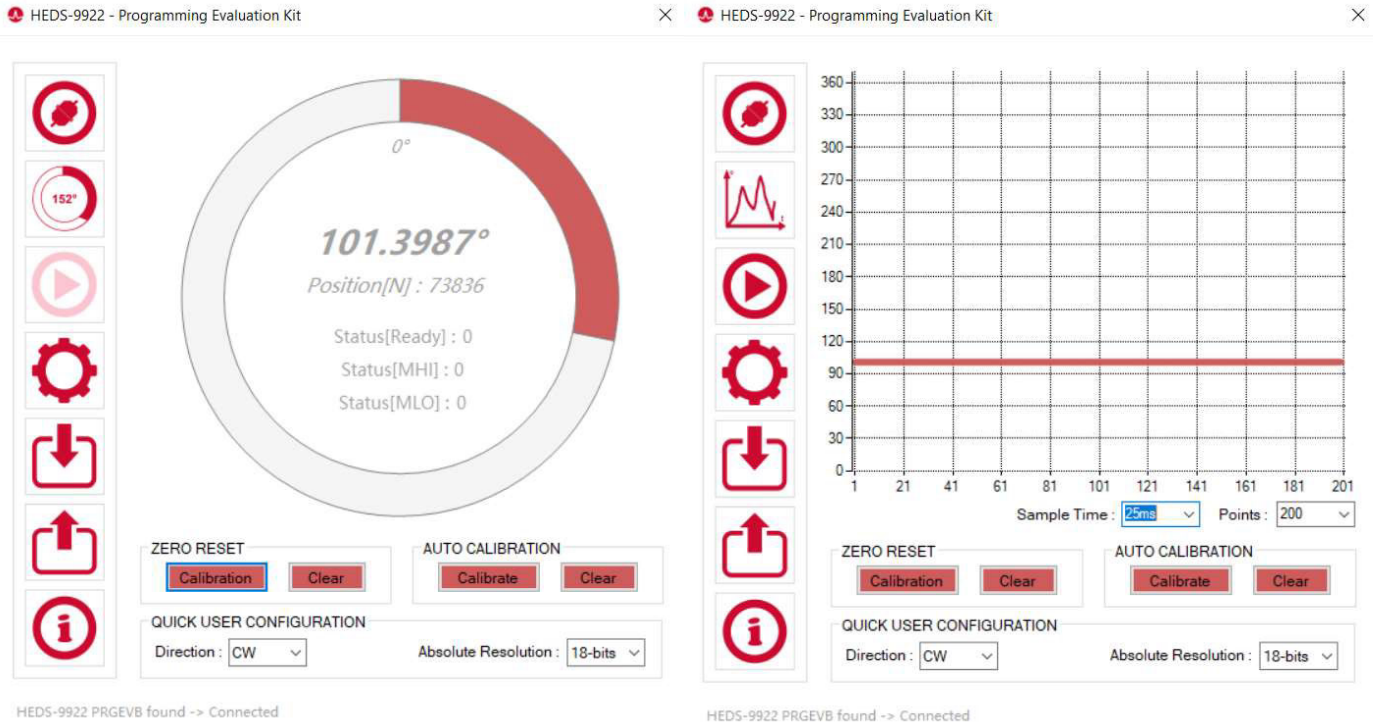 HEDS-9922 - Programming Evaluation Kit
0°
152°
101.3987°
Position[N] : 73836
Status[Ready] : 0
Status[MHI] : 0
Status[MLO] : 0
ZERO RESET
Calibration Clear
AUTO CALIBRATION
Calibrate Clear
QUICK USER CONFIGURATION
Direction : CW Absolute Resolution : 18-bits
HEDS-9922 PRGEVB found -> Connected
HEDS-9922 - Programming Evaluation Kit
360
330
300
270
240
210
180
150
120
90
60
30
0
1 21 41 61 81 101 121 141 161 181 201
Sample Time : 25ms Points : 200
ZERO RESET
Calibration Clear
AUTO CALIBRATION
Calibrate Clear
QUICK USER CONFIGURATION
Direction : CW Absolute Resolution : 18-bits
HEDS-9922 PRGEVB found -> Connected